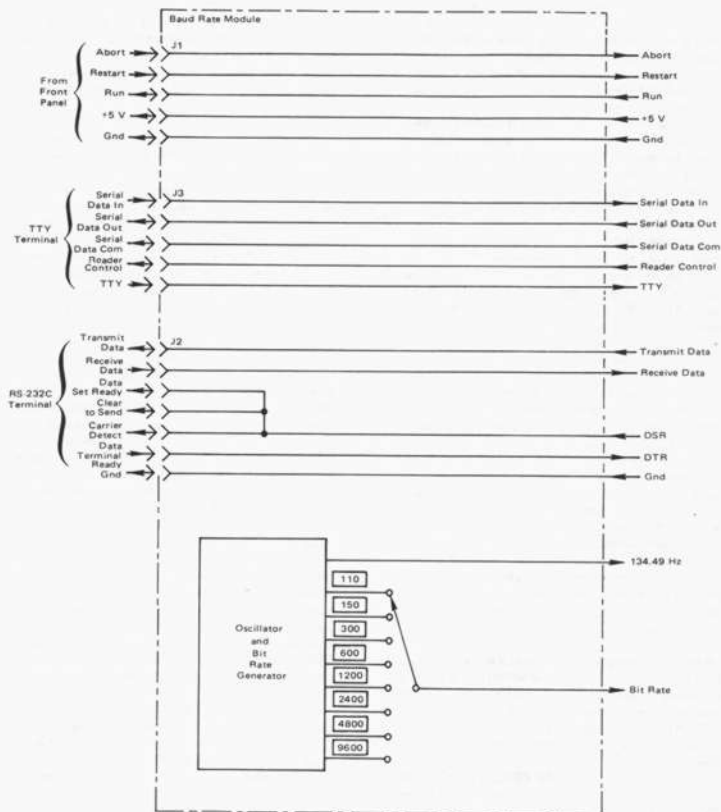 Baud Rate Module
J1
From
Front
Panel
Abort
Restart
Run
+5 V
Gnd
Abort
Restart
Run
+5 V
Gnd
J3
TTY
Terminal
Serial
Data In
Serial
Data Out
Serial
Data Com
Reader
Control
TTY
Serial Data In
Serial Data Out
Serial Data Com
Reader Control
TTY
J2
RS-232C
Terminal
Transmit
Data
Receive
Data
Data
Set Ready
Clear
to Send
Carrier
Detect
Data
Terminal
Ready
Gnd
Transmit Data
Receive Data
DSR
DTR
Gnd
Oscillator
and
Bit
Rate
Generator
110
150
300
600
1200
2400
4800
9600
134.49 Hz
Bit Rate